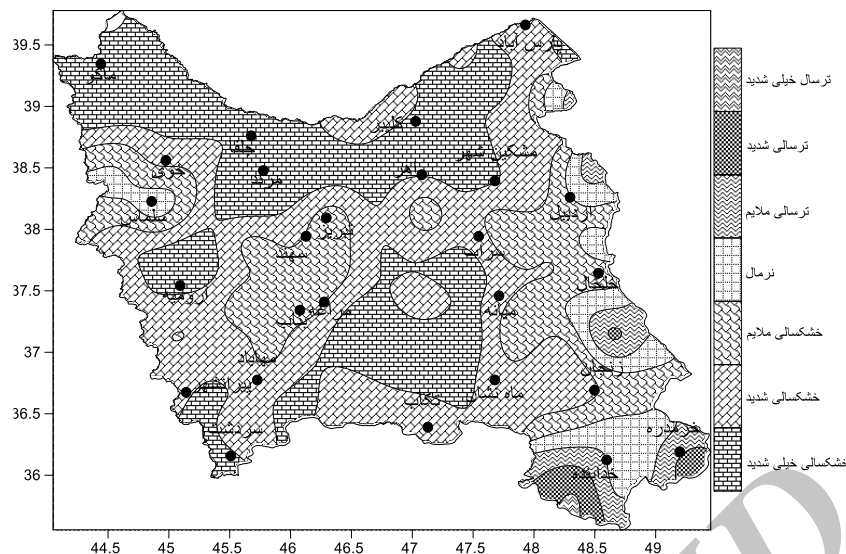 39.5
39
38.5
38
37.5
37
36.5
36
44.5
45
45.5
46
46.5
47
47.5
48
48.5
49
پارس آباد
ماکو
کلیبر
جلفا
مشکین شهر
خوی
مرند
اهر
سلماس
اردبیل
تبریز
سهند
سراب
خلخال
ارومیه
مراغه
بناب
میانه
مهاباد
زنجان
پیرانشهر
ماه نشان
تکاب
سردشت
خرمدره
خدابنده
ترسال خیلی شدید
ترسالی شدید
ترسالی ملایم
نرمال
خشکسالی ملایم
خشکسالی شدید
خشکسالی خیلی شدید